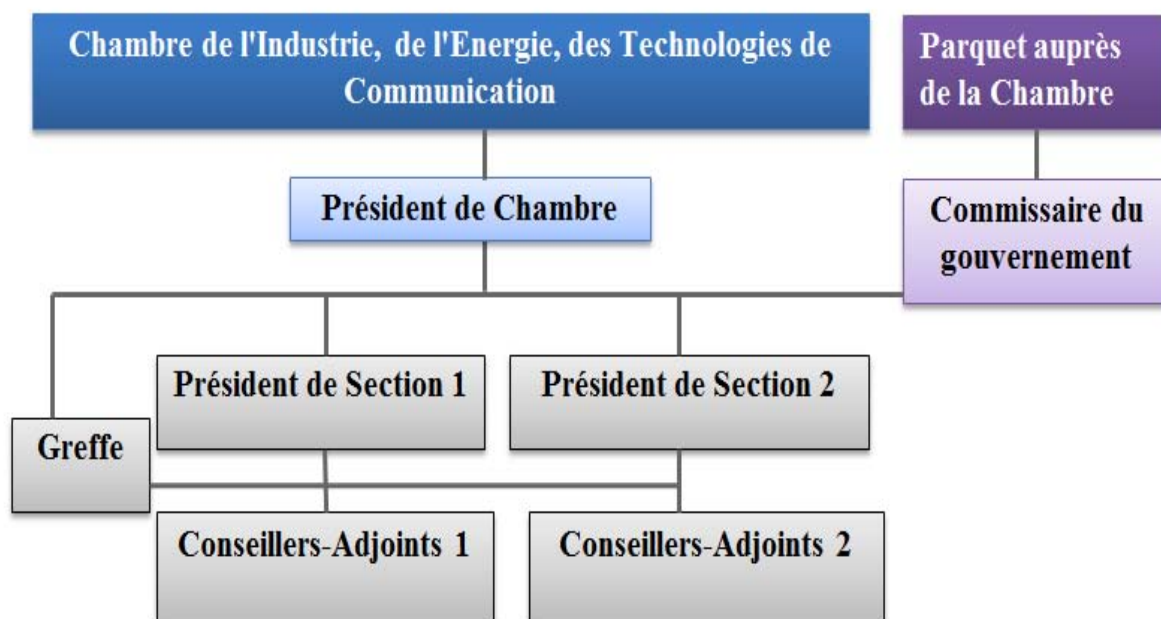 Chambre de l'Industrie, de l'Energie, des Technologies de
Communication
Parquet auprès
de la Chambre
Président de Chambre
Commissaire du
gouvernement
Président de Section 1
Président de Section 2
Greffe
Conseillers-Adjoints 1
Conseillers-Adjoints 2